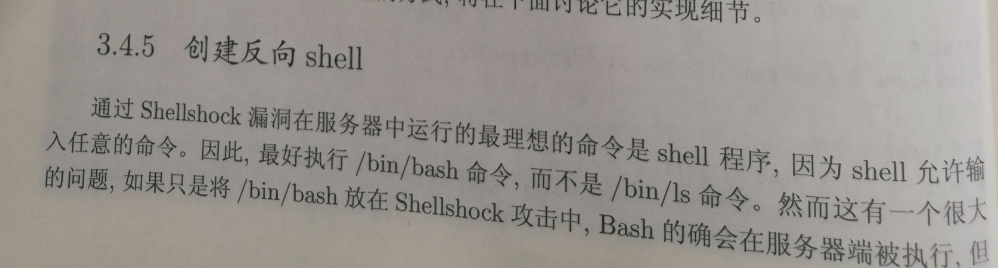 将在下面讨论它的实现细节。
3.4.5 创建反向 shell
通过 Shellshock 漏洞在服务器中运行的最理想的命令是 shell 程序, 因为 shell 允许输
入任意的命令。因此, 最好执行 /bin/bash 命令, 而不是 /bin/ls 命令。然而这有一个很大
的问题, 如果只是将 /bin/bash 放在 Shellshock 攻击中, Bash 的确会在服务器端被执行, 但